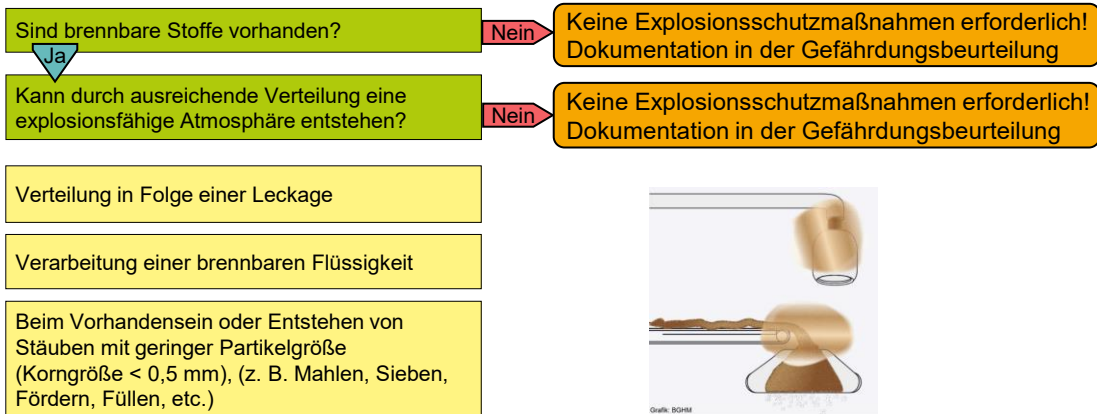 Sind brennbare Stoffe vorhanden?
Nein
Keine Explosionsschutzmaßnahmen erforderlich!
Dokumentation in der Gefährdungsbeurteilung
Ja
Kann durch ausreichende Verteilung eine
explosionsfähige Atmosphäre entstehen?
Nein
Keine Explosionsschutzmaßnahmen erforderlich!
Dokumentation in der Gefährdungsbeurteilung
Verteilung in Folge einer Leckage
Verarbeitung einer brennbaren Flüssigkeit
Beim Vorhandensein oder Entstehen von
Stäuben mit geringer Partikelgröße
(Korngröße < 0,5 mm), (z. B. Mahlen, Sieben,
Fördern, Füllen, etc.)
Grafik: BGHM